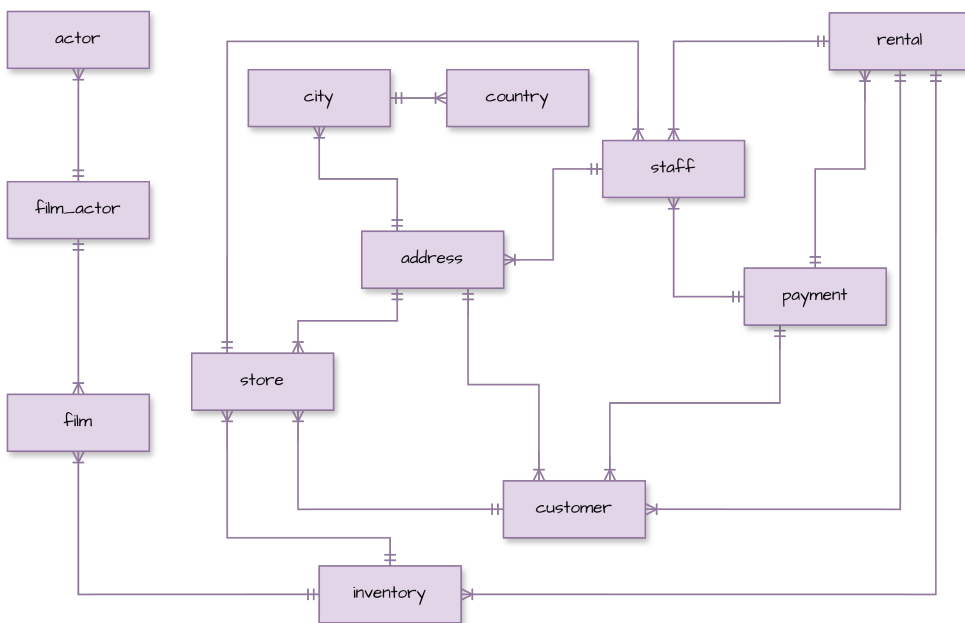 actor
rental
city
country
staff
film_actor
address
payment
store
film
customer
inventory